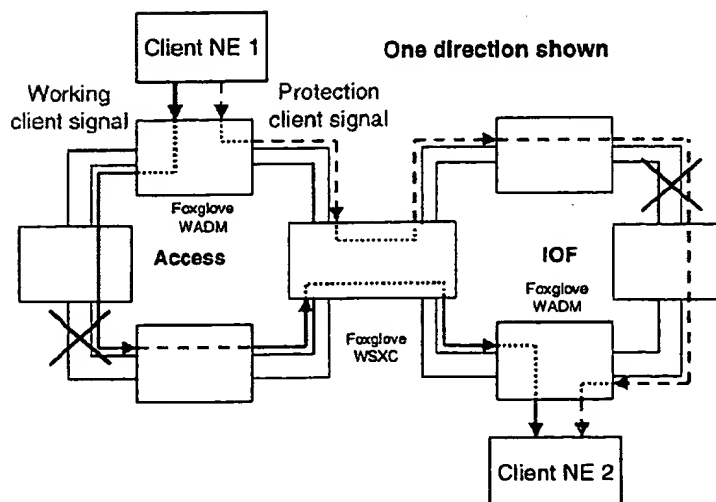 Client NE 1
One direction shown
Working
client signal
Protection
client signal
Foxglove
WADM
Access
IOF
Foxglove
WADM
Foxglove
WSXC
Client NE 2